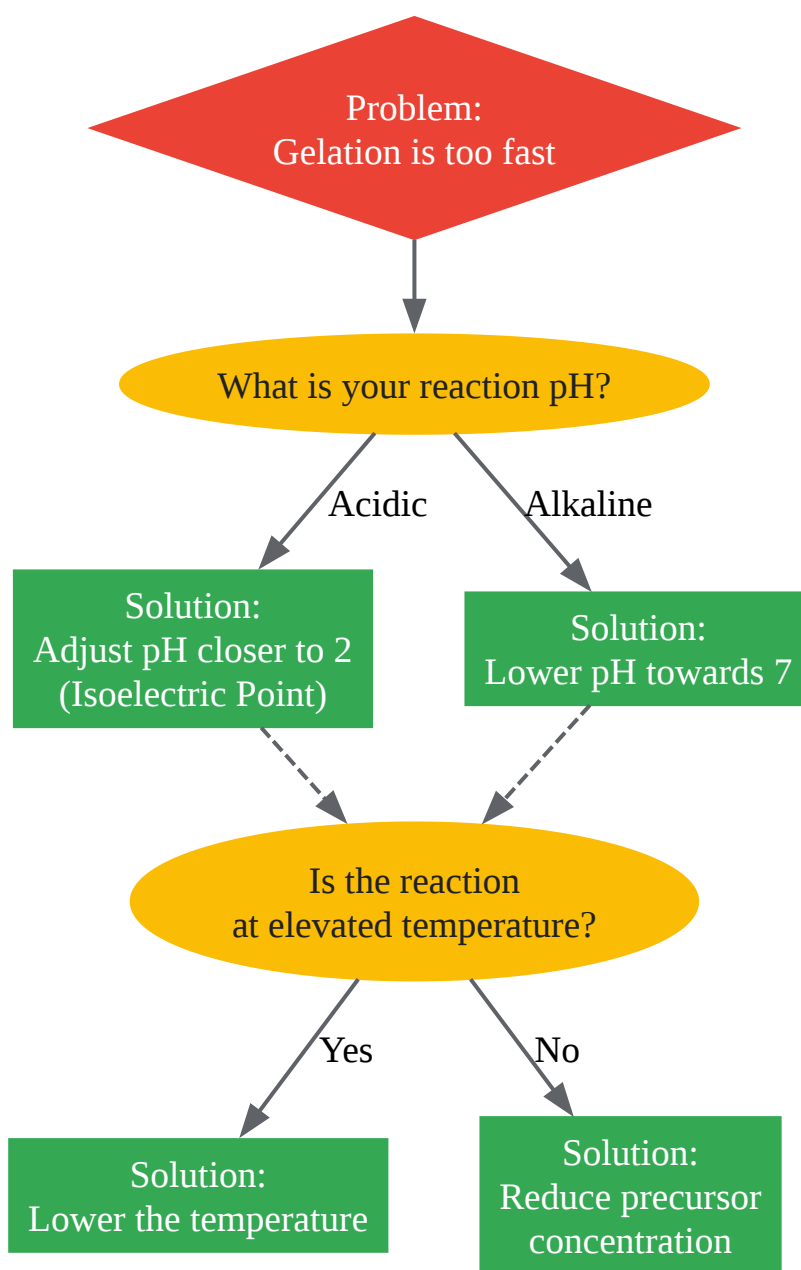 Problem:
Gelation is too fast
What is your reaction pH?
Acidic
Alkaline
Solution:
Adjust pH closer to 2
(Isoelectric Point)
Solution:
Lower pH towards 7
Is the reaction
at elevated temperature?
Yes
No
Solution:
Lower the temperature
Solution:
Reduce precursor
concentration